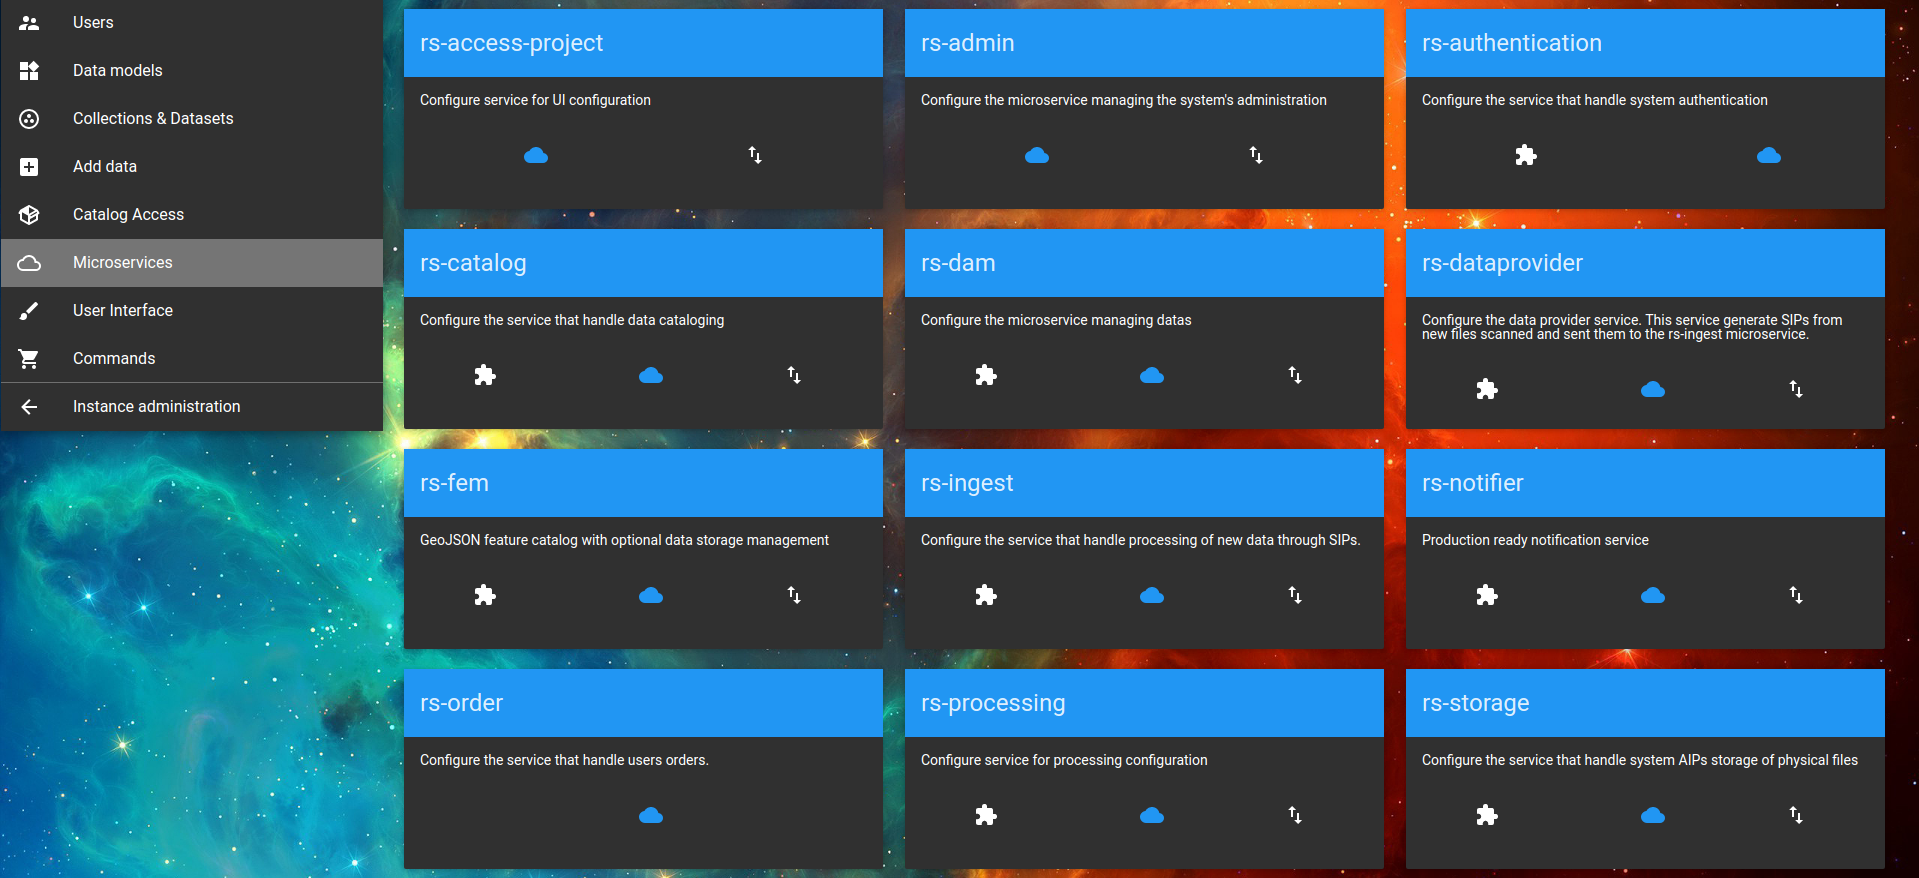 Users
Data models
Collections & Datasets
Add data
Catalog Access
Microservices
User Interface
Commands
Instance administration
rs-access-project
Configure service for UI configuration
rs-admin
Configure the microservice managing the system's administration
rs-authentication
Configure the service that handle system authentication
rs-catalog
Configure the service that handle data cataloging
rs-dam
Configure the microservice managing datas
rs-dataprovider
Configure the data provider service. This service generate SIPs from
new files scanned and sent them to the rs-ingest microservice.
rs-fem
GeoJSON feature catalog with optional data storage management
rs-ingest
Configure the service that handle processing of new data through SIPs.
rs-notifier
Production ready notification service
rs-order
Configure the service that handle users orders.
rs-processing
Configure service for processing configuration
rs-storage
Configure the service that handle system AIPs storage of physical files